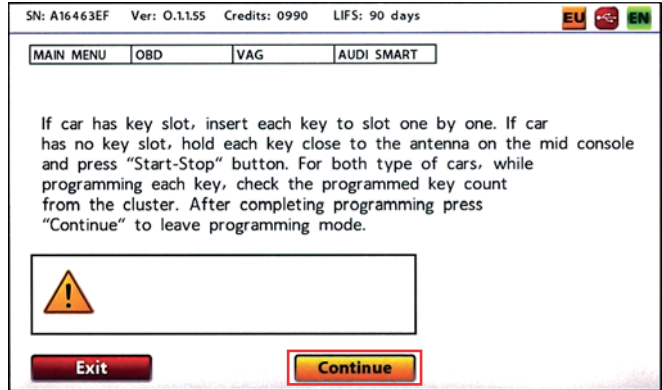 SN: A16463EF Ver: 0.1.1.55 Credits: 0990 LIFS: 90 days EU EN
MAIN MENU OBD VAG AUDI SMART
If car has key slot, insert each key to slot one by one. If car
has no key slot, hold each key close to the antenna on the mid console
and press “Start-Stop” button. For both type of cars, while
programming each key, check the programmed key count
from the cluster. After completing programming press
“Continue” to leave programming mode.
Exit Continue